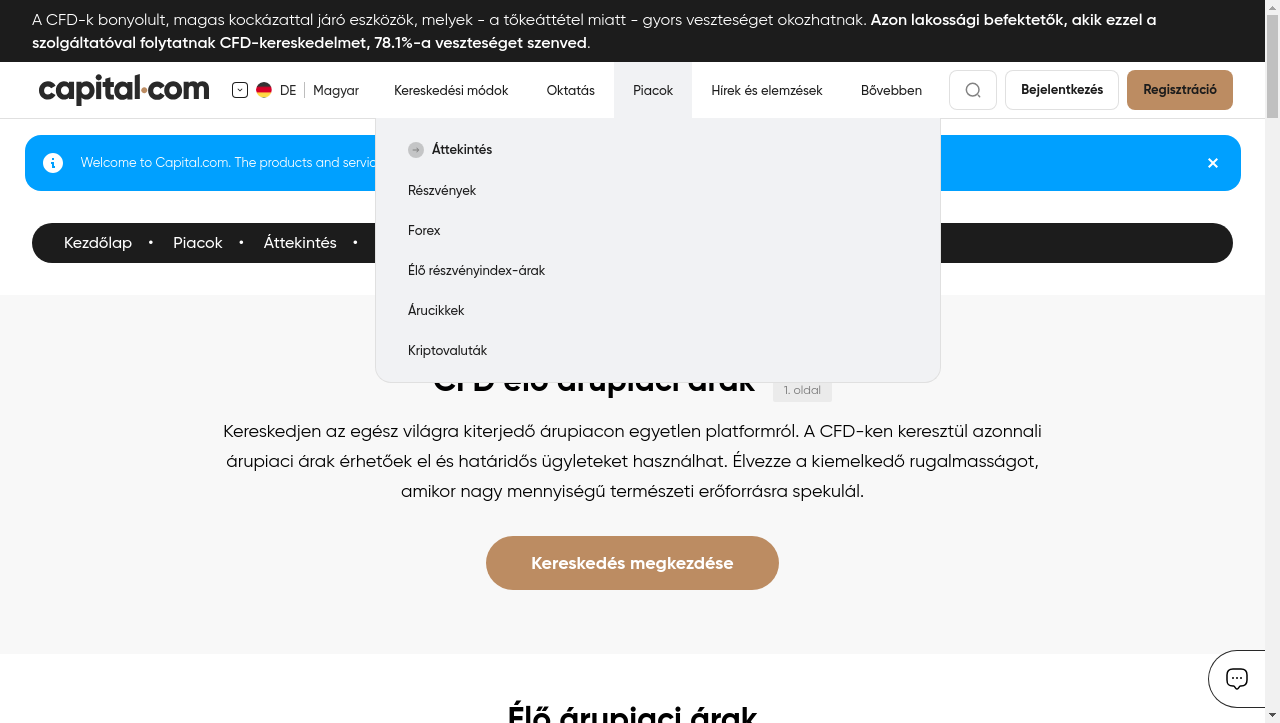 A CFD-k bonyolult, magas kockázattal járó eszközök, melyek - a tőkeáttétel miatt - gyors veszteséget okozhatnak. Azon lakossági befektetők, akik ezzel a
szolgáltatóval folytatnak CFD-kereskedelmet, 78.1%-a veszteséget szenved.
capital.com
DE
Magyar
Kereskedési módok
Oktatás
Piacok
Hírek és elemzések
Bővebben
Bejelentkezés
Regisztráció
Áttekintés
Welcome to Capital.com. The products and servic
Részvények
Forex
Kezdőlap • Piacok • Áttekintés •
Élő részvényindex-árak
Árucikkek
Kriptovaluták
CFD élő árupiaci árak
1. oldal
Kereskedjen az egész világra kiterjedő árupiacon egyetlen platformról. A CFD-ken keresztül azonnali
árupiaci árak érhetőek el és határidős ügyleteket használhat. Élvezze a kiemelkedő rugalmasságot,
amikor nagy mennyiségű természeti erőforrásra spekulál.
Kereskedés megkezdése
Élő árupiaci árak